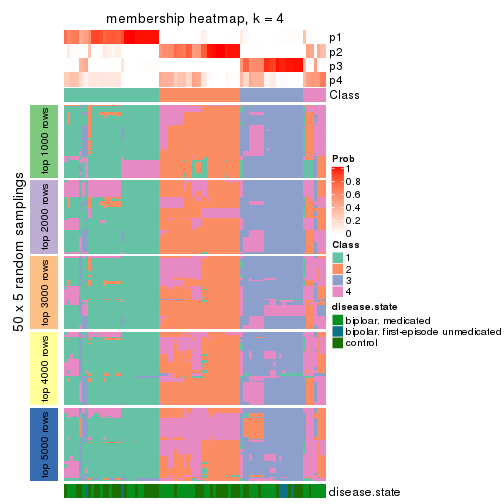 membership heatmap, k = 4
p1
p2
p3
p4
Class
50 x 5 random samplings
top 1000 rows
top 2000 rows
top 3000 rows
top 4000 rows
top 5000 rows
Prob
1
0.8
0.6
0.4
0.2
0
Class
1
2
3
4
disease.state
biploar. medicated
bipolar. first-episode unmedicated
control
disease.state